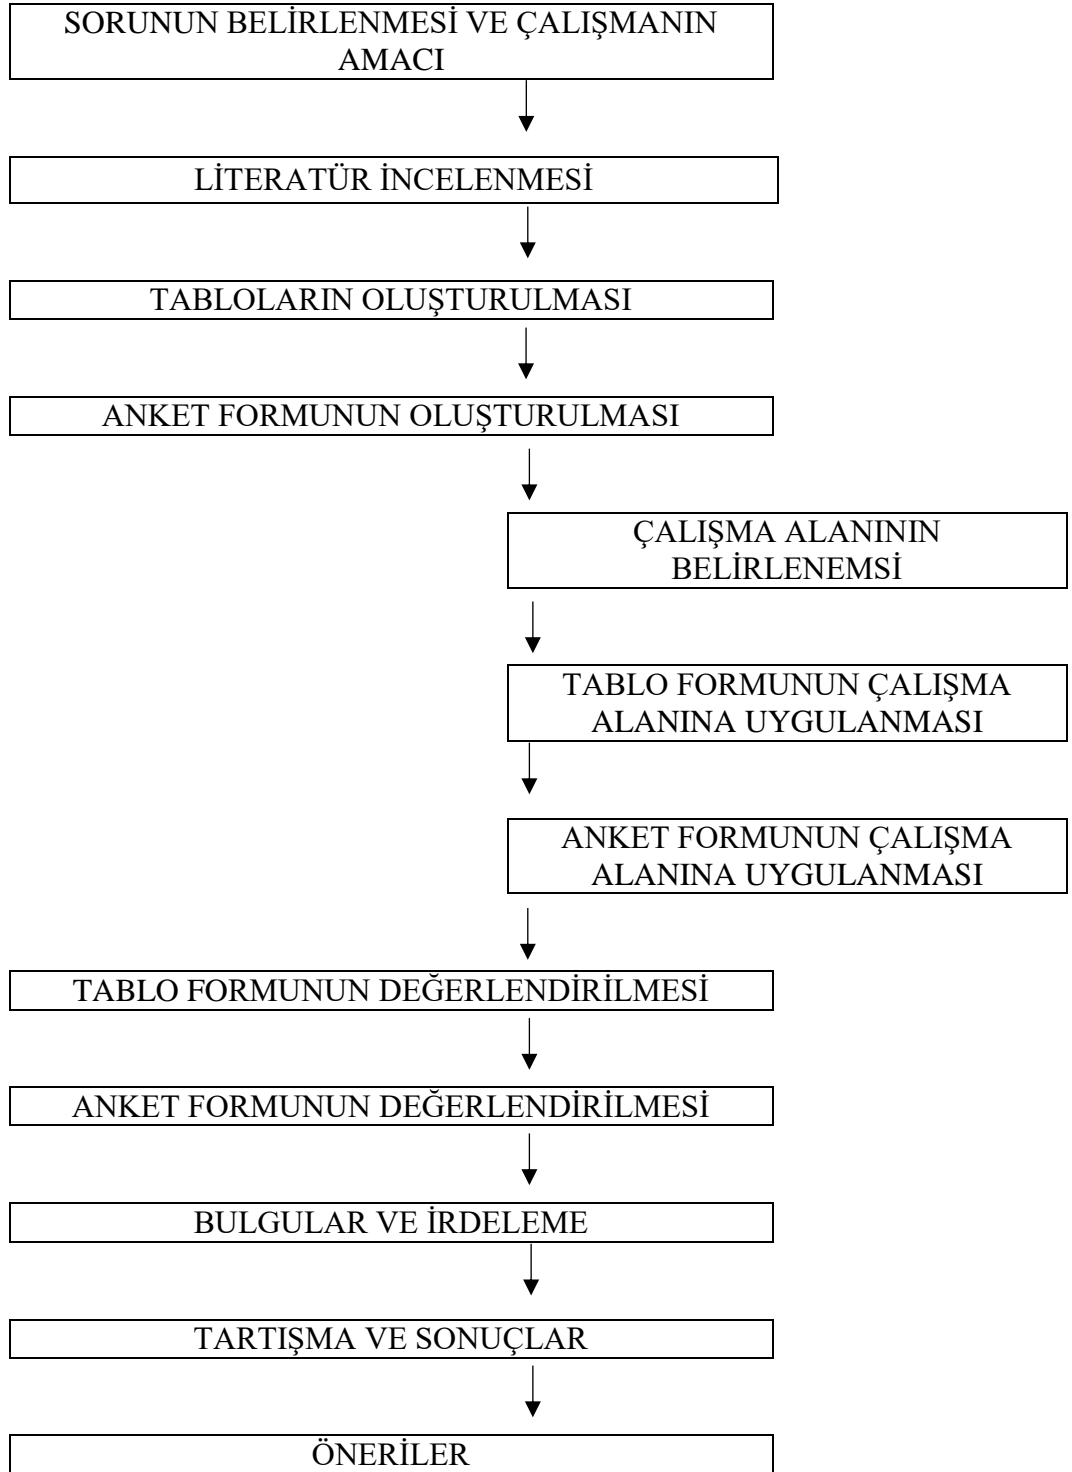 SORUNUN BELİRLENMESİ VE ÇALIŞMANIN
AMACI
LİTERATÜR İNCELENMESİ
TABLOLARIN OLUŞTURULMASI
ANKET FORMUNUN OLUŞTURULMASI
ÇALIŞMA ALANININ
BELİRLENEMSİ
TABLO FORMUNUN ÇALIŞMA
ALANINA UYGULANMASI
ANKET FORMUNUN ÇALIŞMA
ALANINA UYGULANMASI
TABLO FORMUNUN DEĞERLENDİRİLMESİ
ANKET FORMUNUN DEĞERLENDİRİLMESİ
BULGULAR VE İRDELEME
TARTIŞMA VE SONUÇLAR
ÖNERİLER